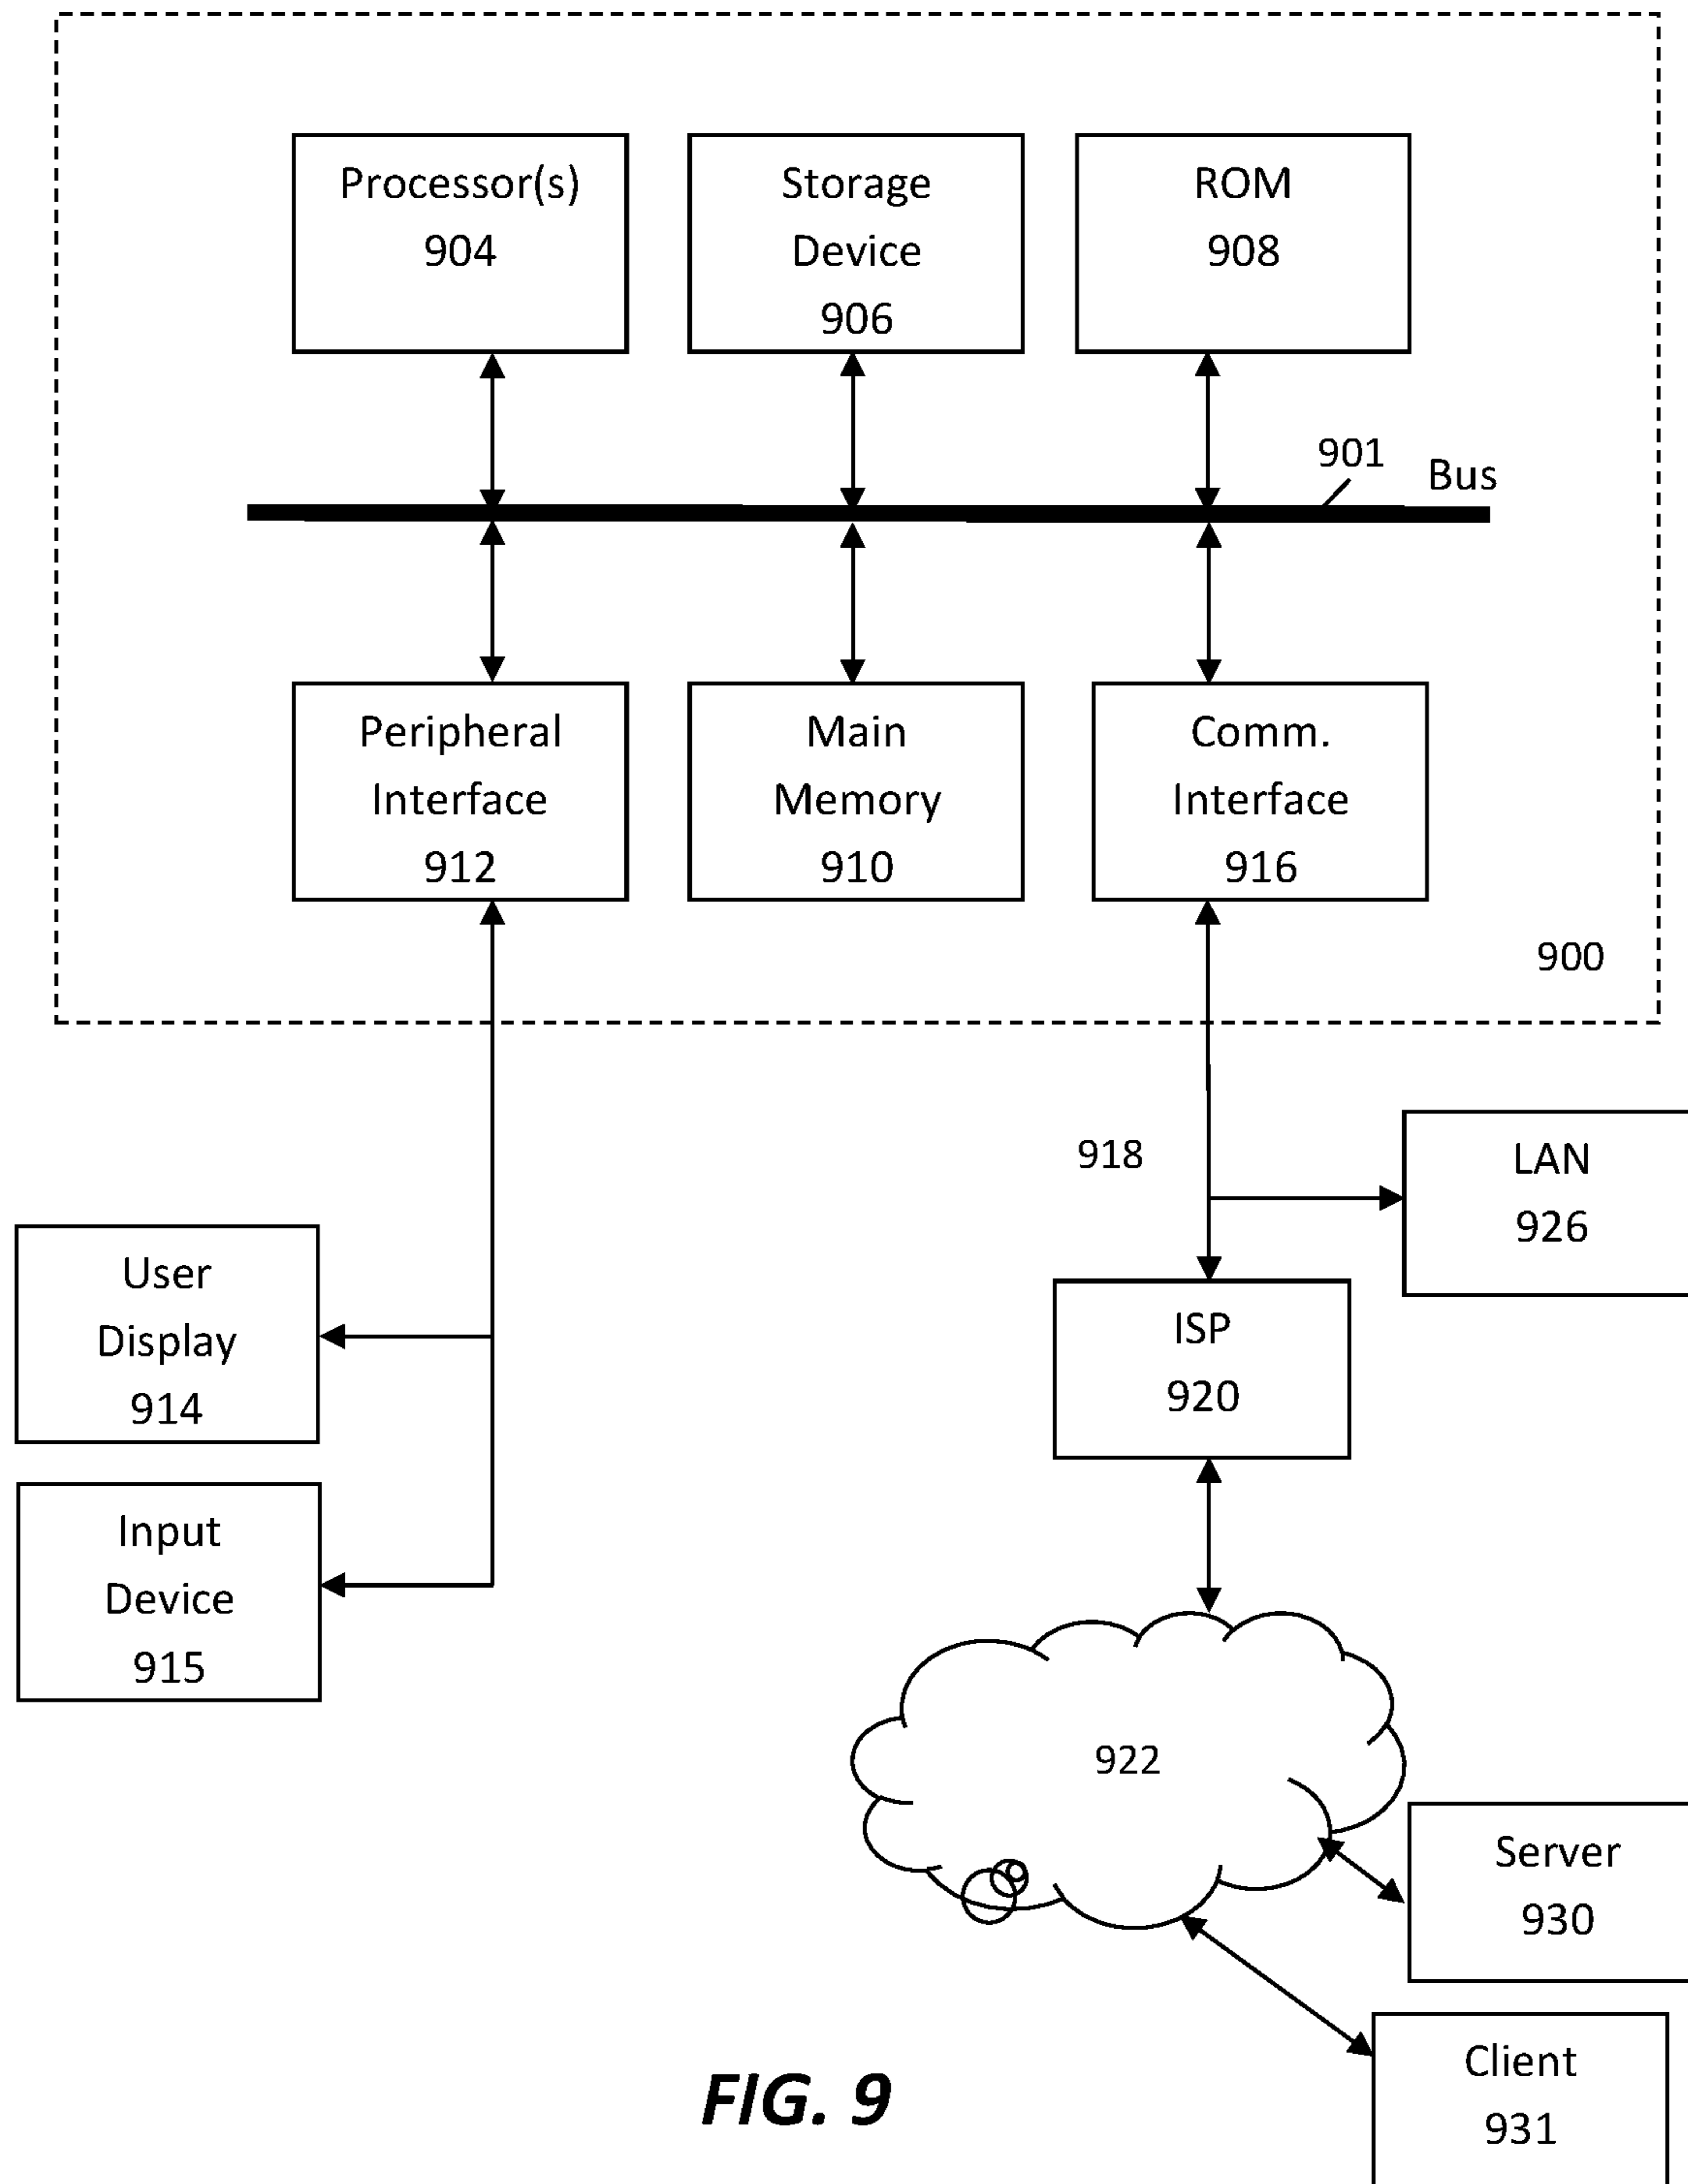 Processor(s)
904
Storage
Device
906
ROM
908
901
Bus
Peripheral
Interface
912
Main
Memory
910
Comm.
Interface
916
900
918
LAN
926
User
Display
914
ISP
920
Input
Device
915
922
Server
930
Client
931
FIG. 9